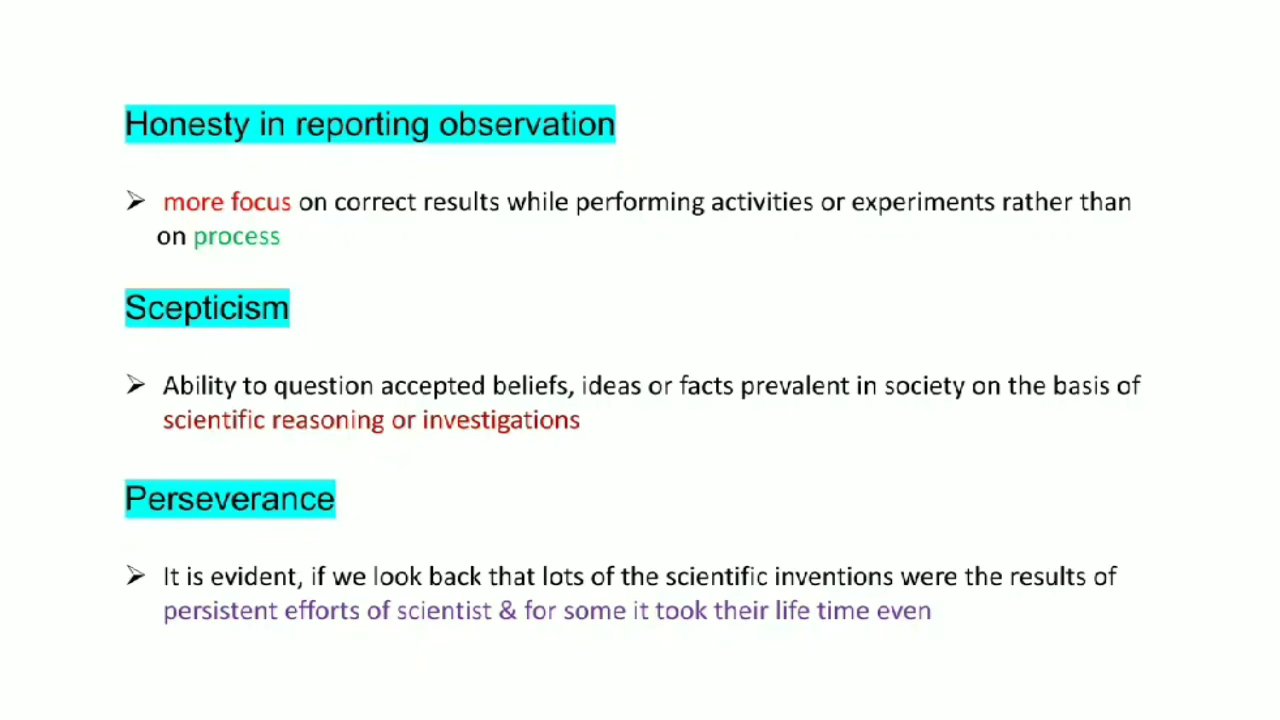 Honesty in reporting observation
➢ more focus on correct results while performing activities or experiments rather than
on process
Scepticism
➢ Ability to question accepted beliefs, ideas or facts prevalent in society on the basis of
scientific reasoning or investigations
Perseverance
➢ It is evident, if we look back that lots of the scientific inventions were the results of
persistent efforts of scientist & for some it took their life time even